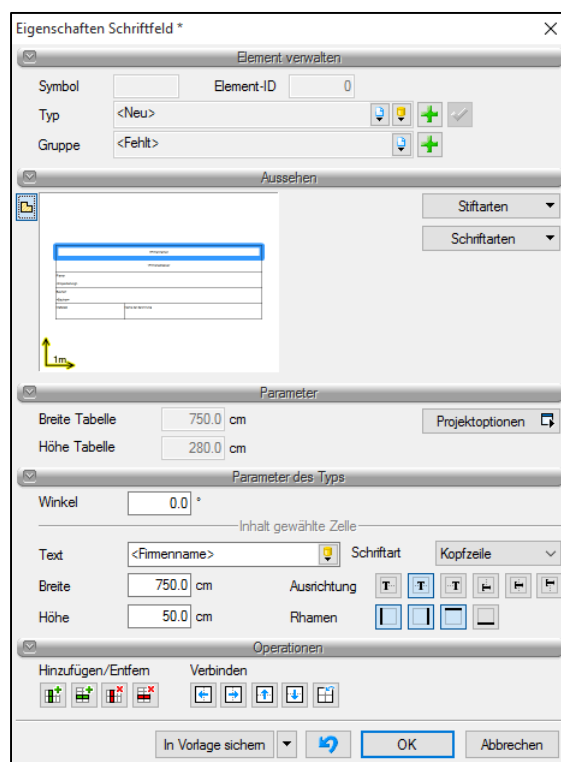 Eigenschaften Schriftfeld *
Element verwalten
Symbol Element-ID 0
Typ <Neu>
Gruppe <Fehlt>
Aussehen
Stiftarten
Schriftarten
1m
Parameter
Breite Tabelle 750.0 cm Projektoptionen
Höhe Tabelle 280.0 cm
Parameter des Typs
Winkel 0.0 °
Inhalt gewählte Zelle
Text <Firmenname> Schriftart Kopfzeile
Breite 750.0 cm Ausrichtung
Höhe 50.0 cm Rhamen
Operationen
Hinzufügen/Entfern Verbinden
In Vorlage sichern OK Abbrechen